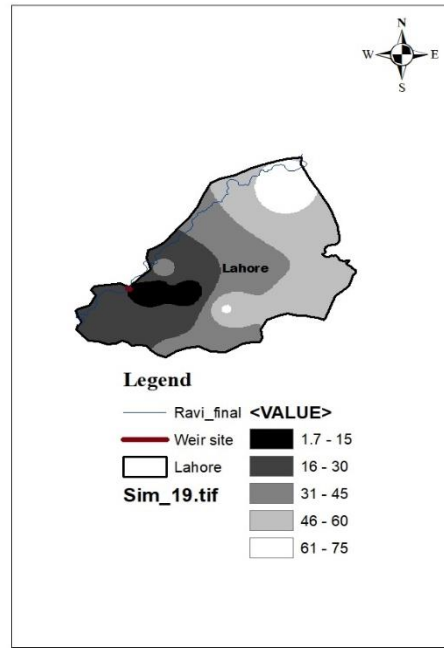 N
W E
S
Lahore
Legend
Ravi_final
Weir site
Lahore
Sim_19.tif
<VALUE>
1.7 - 15
16 - 30
31 - 45
46 - 60
61 - 75